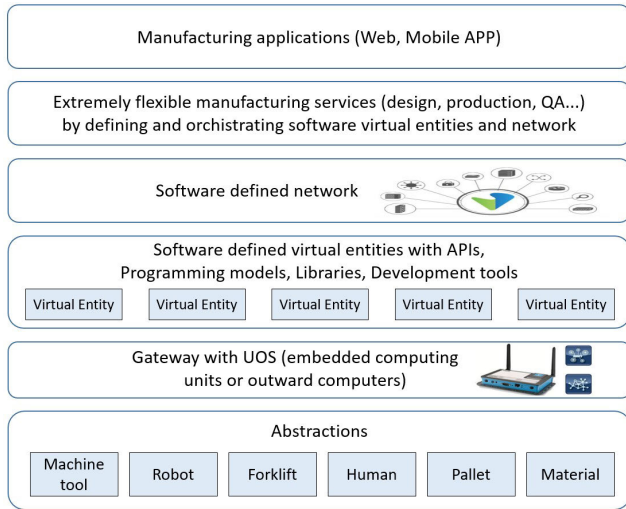 Manufacturing applications (Web, Mobile APP)
Extremely flexible manufacturing services (design, production, QA...)
by defining and orchistrating software virtual entities and network
Software defined network
Software defined virtual entities with APIs,
Programming models, Libraries, Development tools
Virtual Entity Virtual Entity Virtual Entity Virtual Entity Virtual Entity
Gateway with UOS (embedded computing
units or outward computers)
Abstractions
Machine
tool
Robot Forklift Human Pallet Material